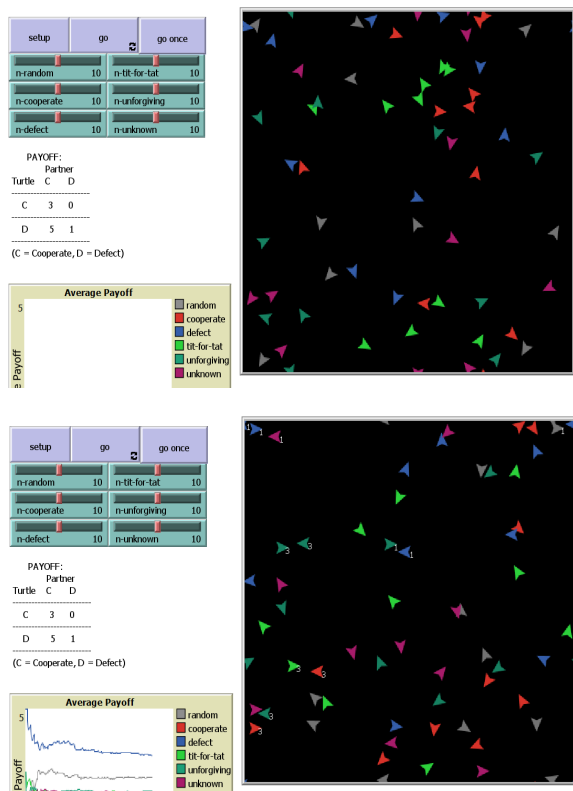 setup go go once
n-random 10 n-tit-for-tat 10
n-cooperate 10 n-unforgiving 10
n-defect 10 n-unknown 10
PAYOFF:
Partner
Turtle C D
-----------------------------
C 3 0
-----------------------------
D 5 1
-----------------------------
(C = Cooperate, D = Defect)
Average Payoff
5
random
cooperate
defect
tit-for-tat
unforgiving
unknown
e Payoff
setup go go once
n-random 10 n-tit-for-tat 10
n-cooperate 10 n-unforgiving 10
n-defect 10 n-unknown 10
PAYOFF:
Partner
Turtle C D
-----------------------------
C 3 0
-----------------------------
D 5 1
-----------------------------
(C = Cooperate, D = Defect)
Average Payoff
5
random
cooperate
defect
tit-for-tat
unforgiving
unknown
Payoff
1 1 1 1
3 3 1 1
3 3
3
3